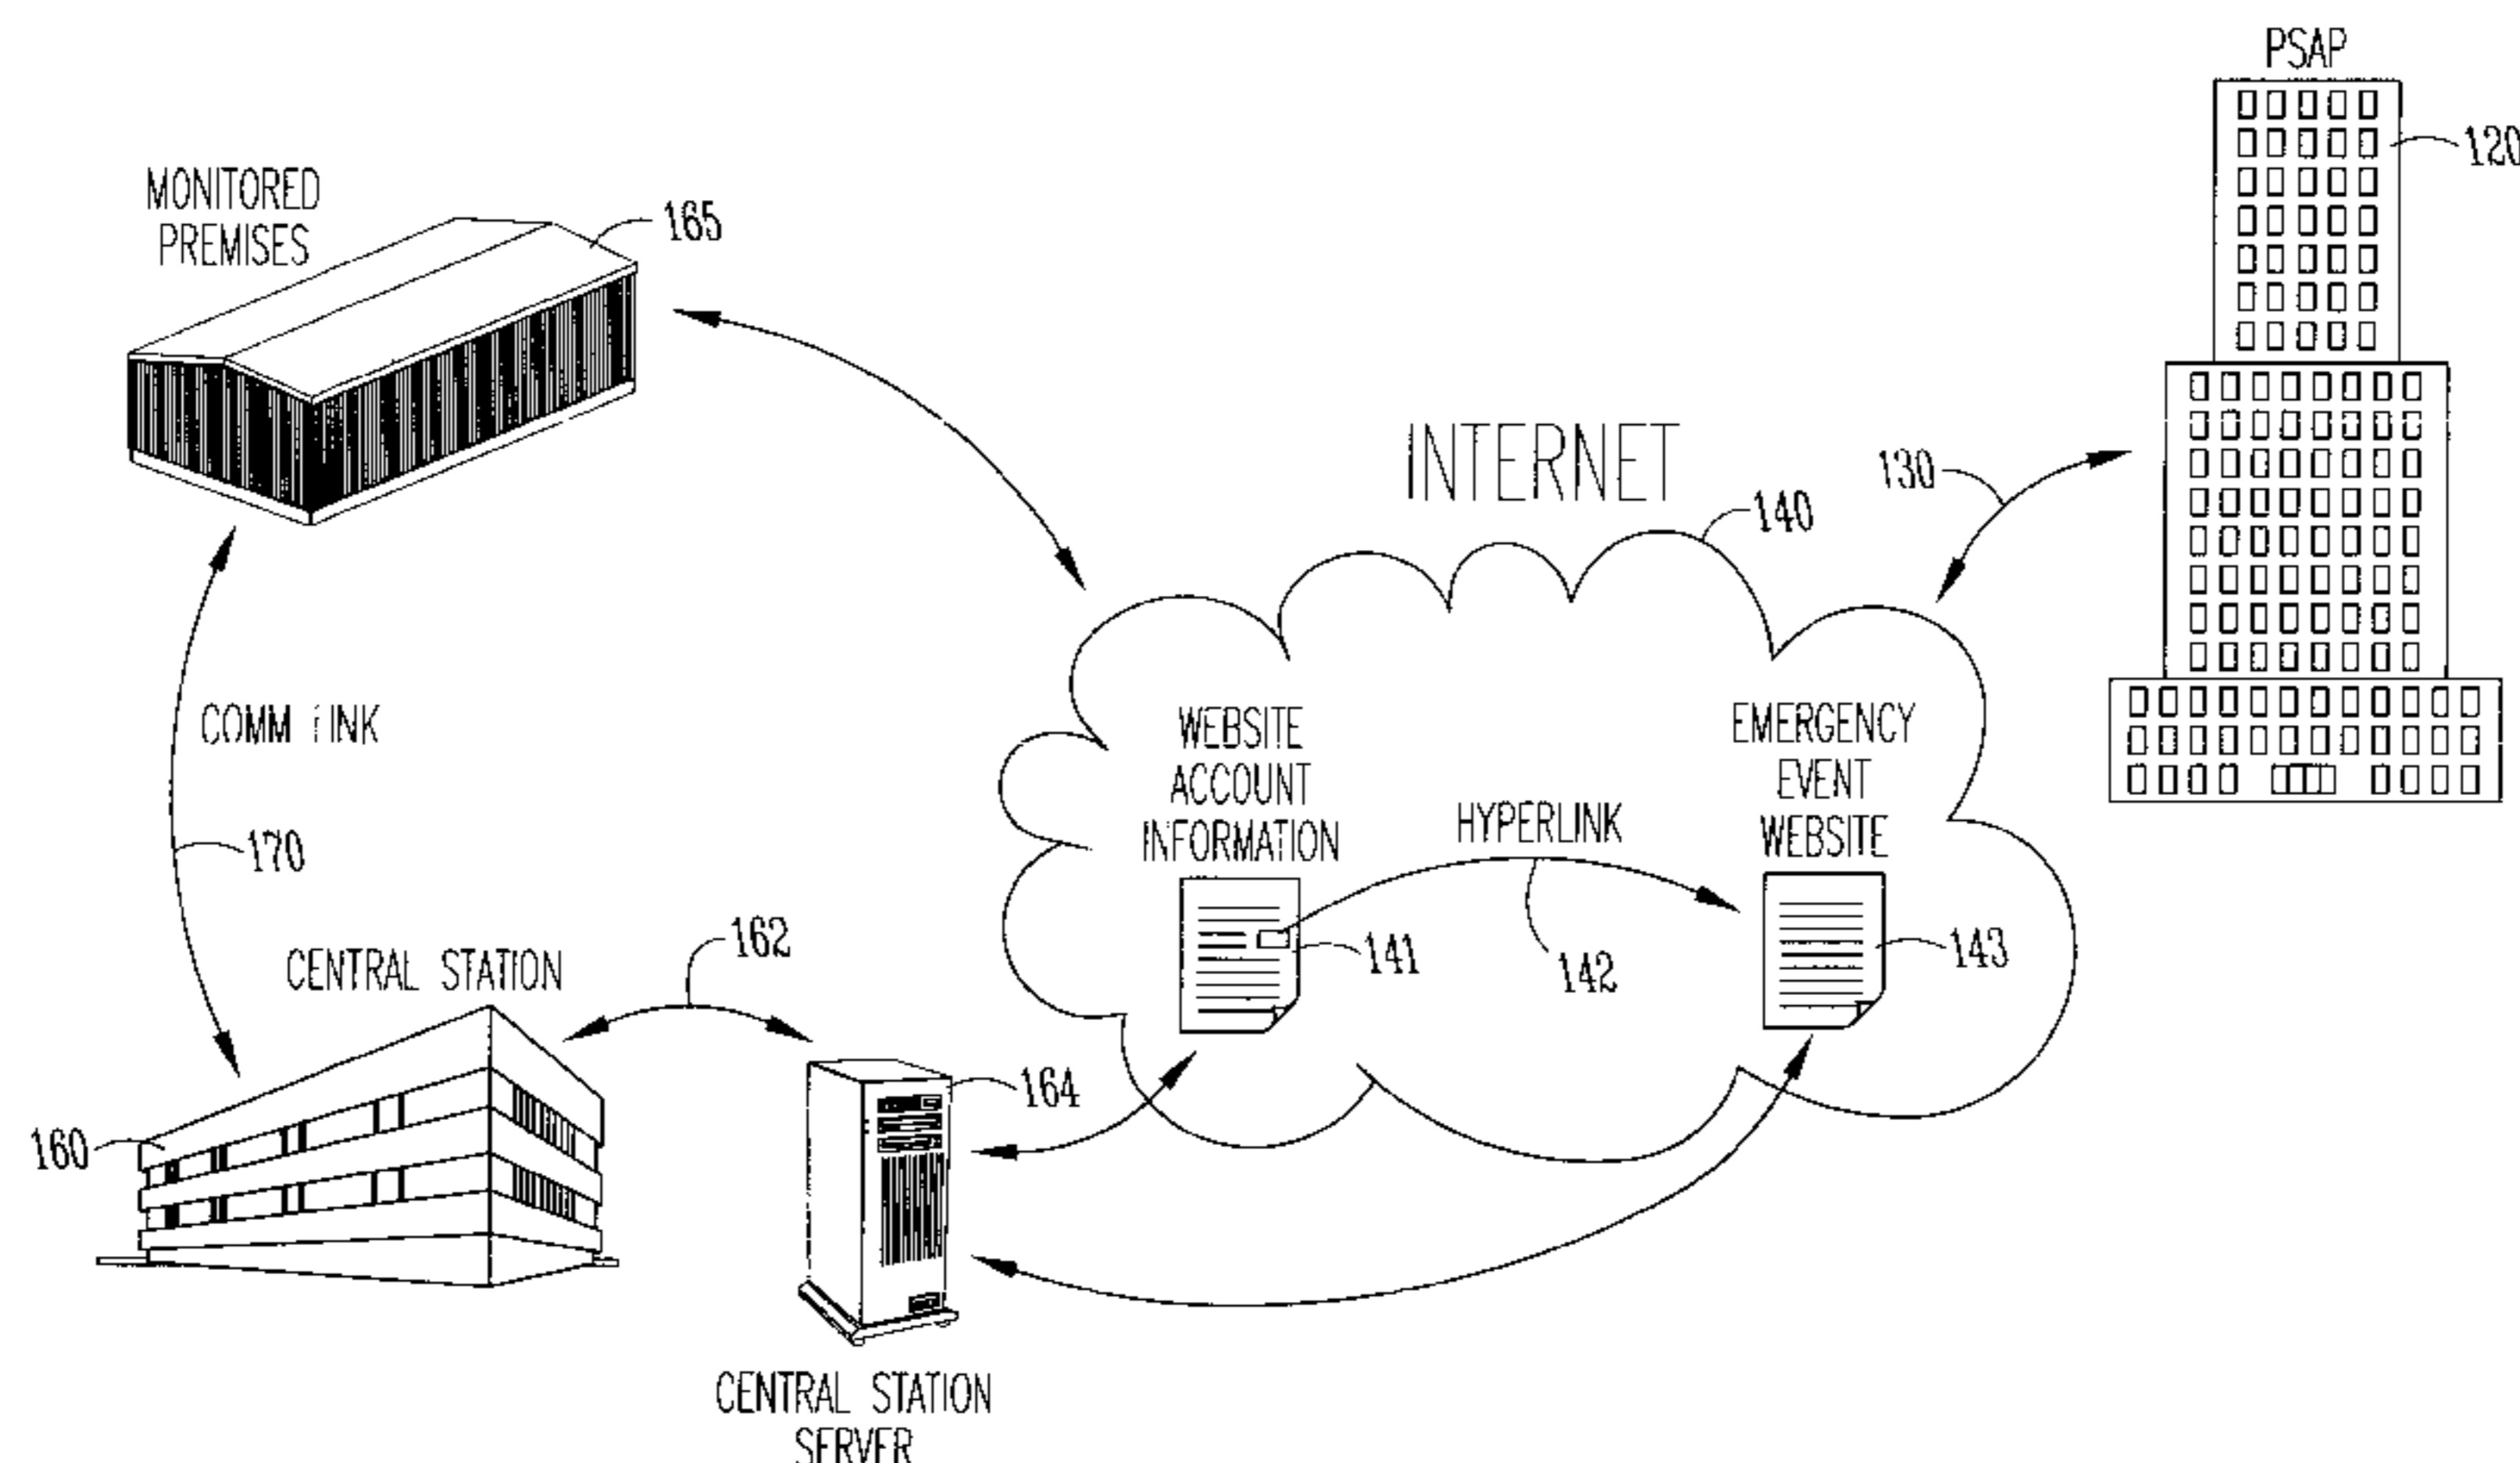 PSAP
120
MONITORED
PREMISES
165
INTERNET
130
140
COMM LINK
170
WEBSITE
ACCOUNT
INFORMATION
HYPERLINK
EMERGENCY
EVENT
WEBSITE
141
142
143
CENTRAL STATION
162
160
164
CENTRAL STATION
SERVER